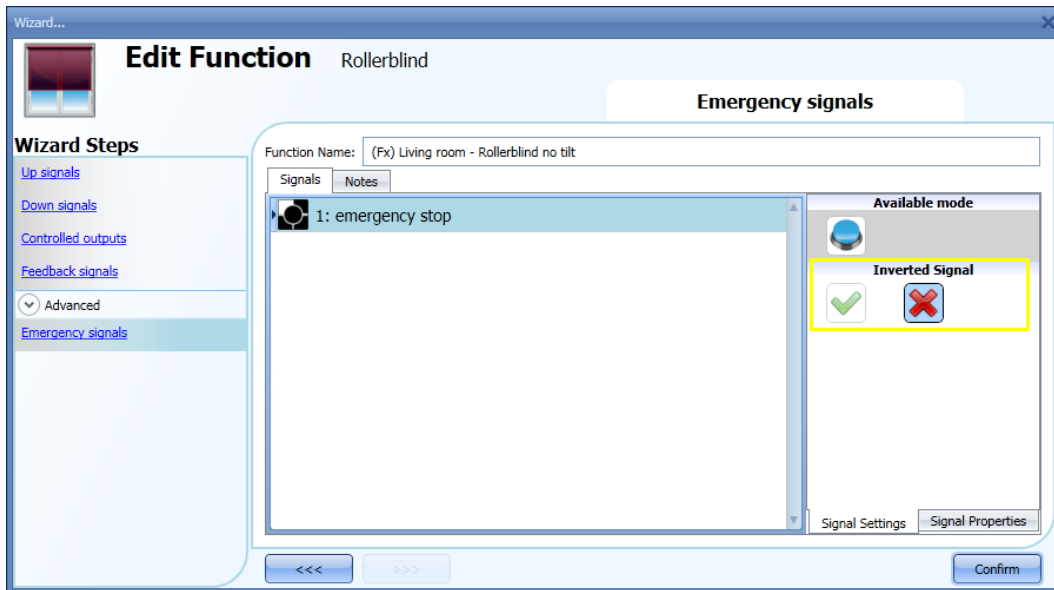 Wizard...
Edit Function Rollerblind
Emergency signals
Wizard Steps
Up signals
Down signals
Controlled outputs
Feedback signals
Advanced
Emergency signals
Function Name: (Fx) Living room - Rollerblind no tilt
Signals Notes
1: emergency stop
Available mode
Inverted Signal
Signal Settings Signal Properties
<<< >>> Confirm